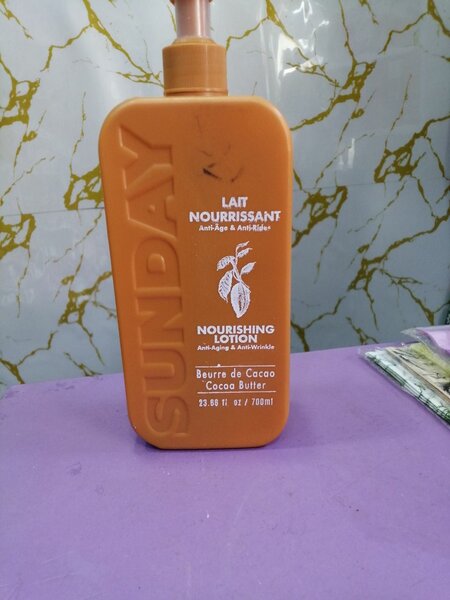 SUNDAY
LAIT
NOURRISSANT
Anti-Âge & Anti-Rides
NOURISHING
LOTION
Anti-Aging & Anti-Wrinkle
Beurre de Cacao
Cocoa Butter
23.66 fl oz / 700ml